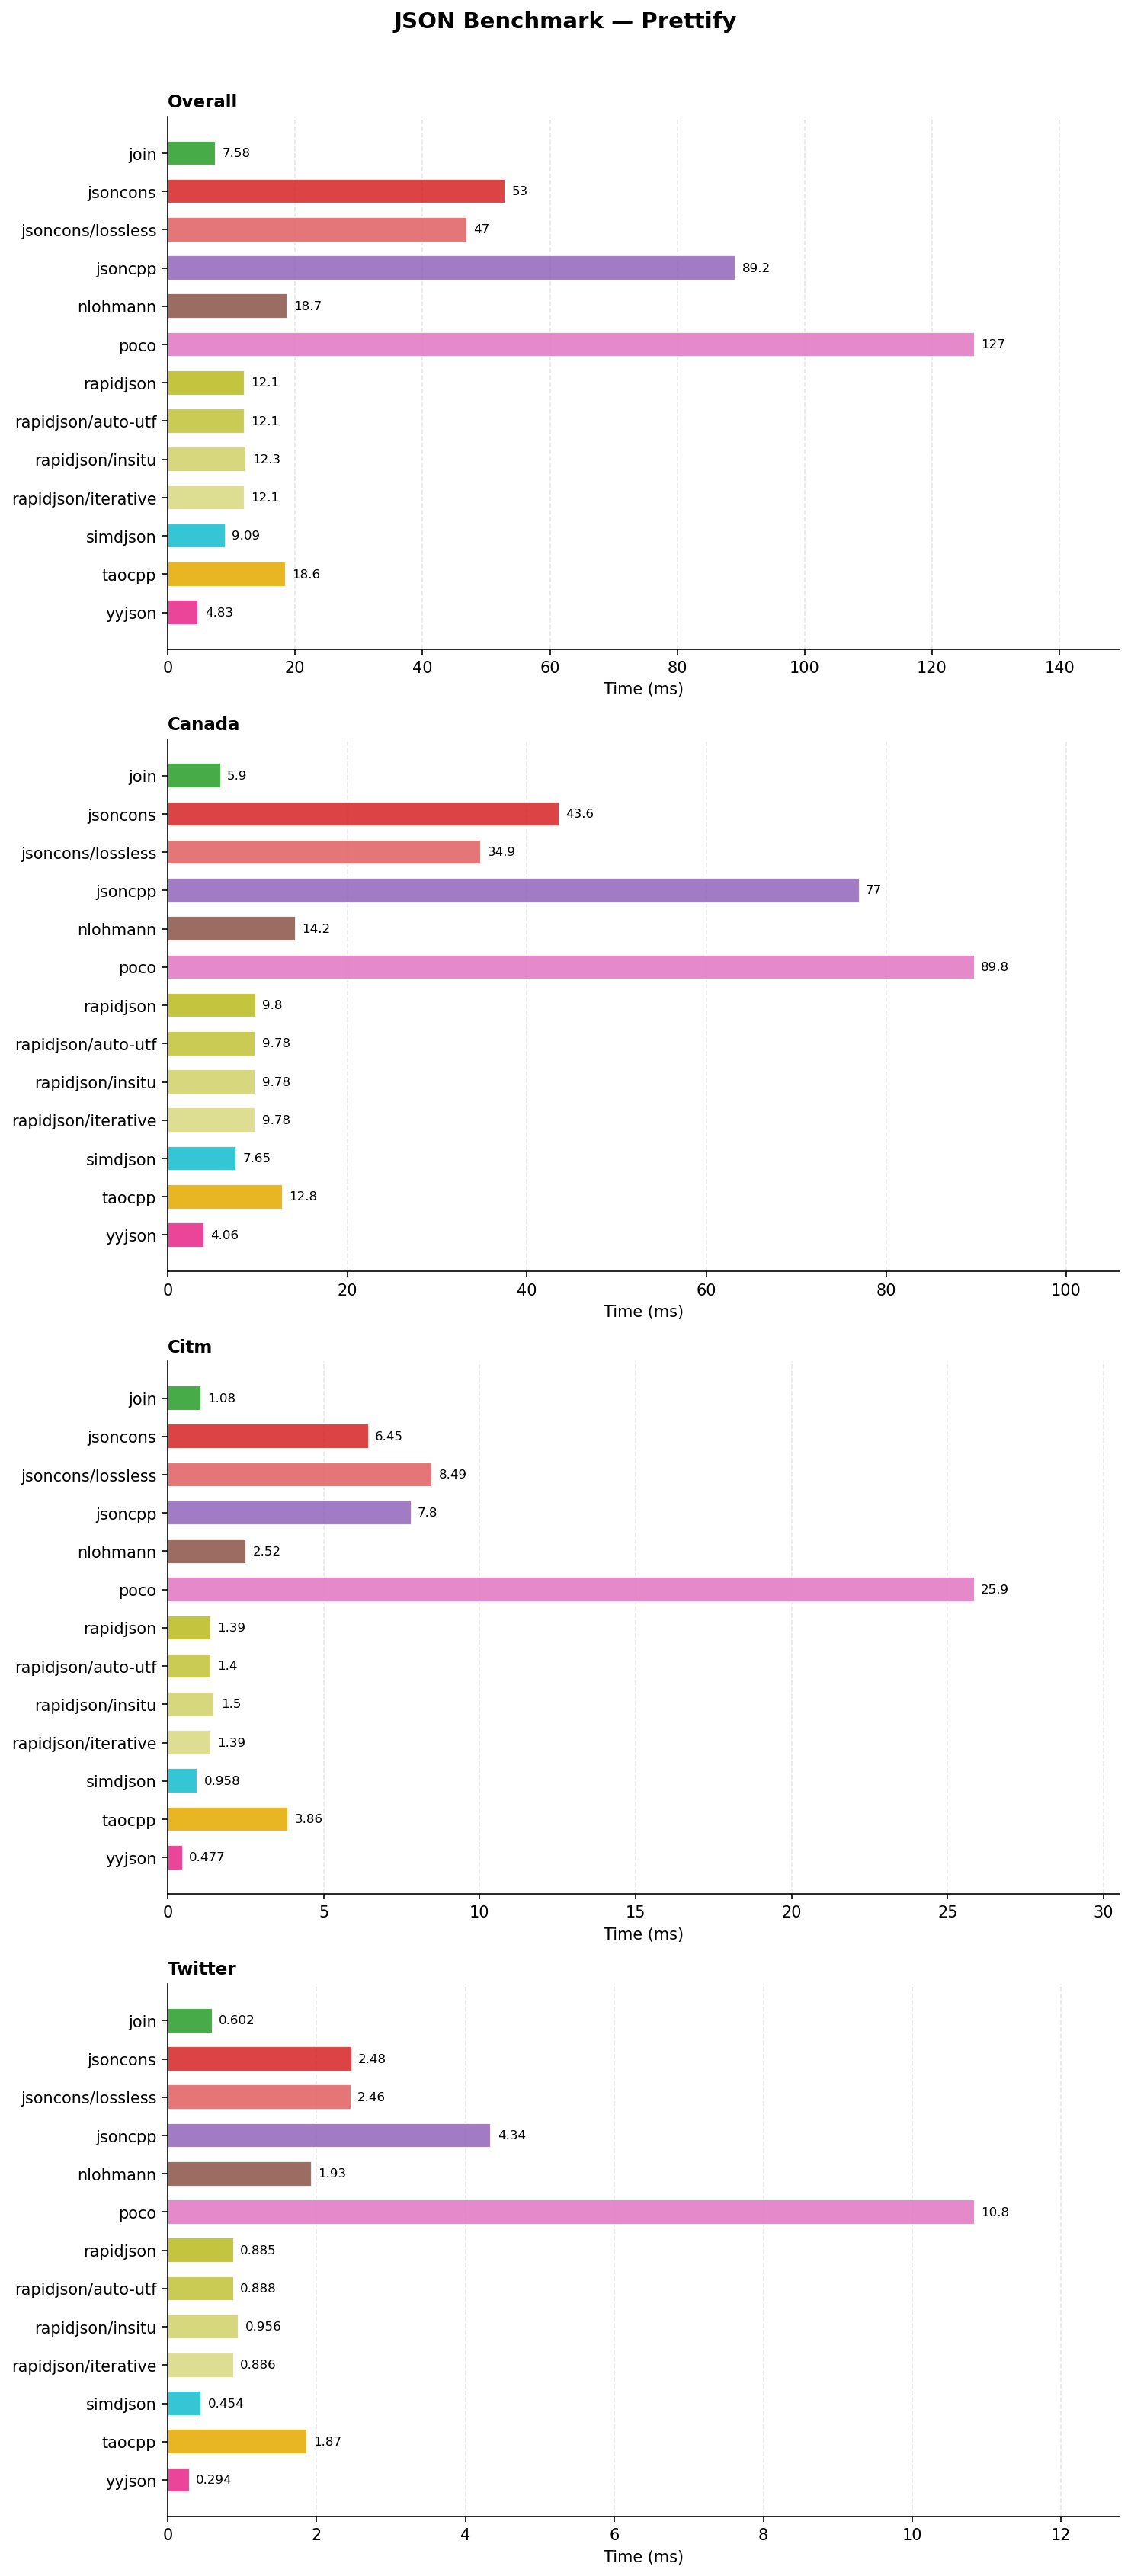 JSON Benchmark — Prettify
Overall
join 7.58
jsoncons 53
jsoncons/lossless 47
jsoncpp 89.2
nlohmann 18.7
poco 127
rapidjson 12.1
rapidjson/auto-utf 12.1
rapidjson/insitu 12.3
rapidjson/iterative 12.1
simdjson 9.09
taocpp 18.6
yyjson 4.83
0 20 40 60 80 100 120 140
Time (ms)
Canada
join 5.9
jsoncons 43.6
jsoncons/lossless 34.9
jsoncpp 77
nlohmann 14.2
poco 89.8
rapidjson 9.8
rapidjson/auto-utf 9.78
rapidjson/insitu 9.78
rapidjson/iterative 9.78
simdjson 7.65
taocpp 12.8
yyjson 4.06
0 20 40 60 80 100
Time (ms)
Citm
join 1.08
jsoncons 6.45
jsoncons/lossless 8.49
jsoncpp 7.8
nlohmann 2.52
poco 25.9
rapidjson 1.39
rapidjson/auto-utf 1.4
rapidjson/insitu 1.5
rapidjson/iterative 1.39
simdjson 0.958
taocpp 3.86
yyjson 0.477
0 5 10 15 20 25 30
Time (ms)
Twitter
join 0.602
jsoncons 2.48
jsoncons/lossless 2.46
jsoncpp 4.34
nlohmann 1.93
poco 10.8
rapidjson 0.885
rapidjson/auto-utf 0.888
rapidjson/insitu 0.956
rapidjson/iterative 0.886
simdjson 0.454
taocpp 1.87
yyjson 0.294
0 2 4 6 8 10 12
Time (ms)